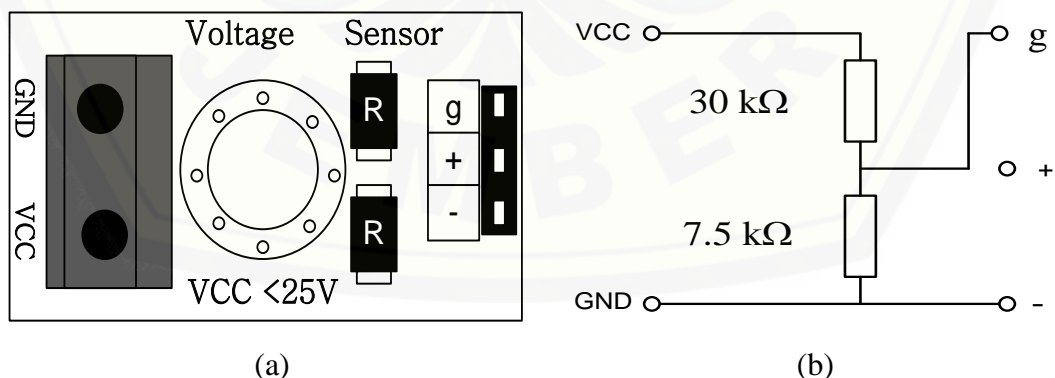 Voltage Sensor
GND
VCC
R
R
g
+
-
VCC <25V
(a)
VCC
g
30 kΩ
+
7.5 kΩ
GND
-
(b)